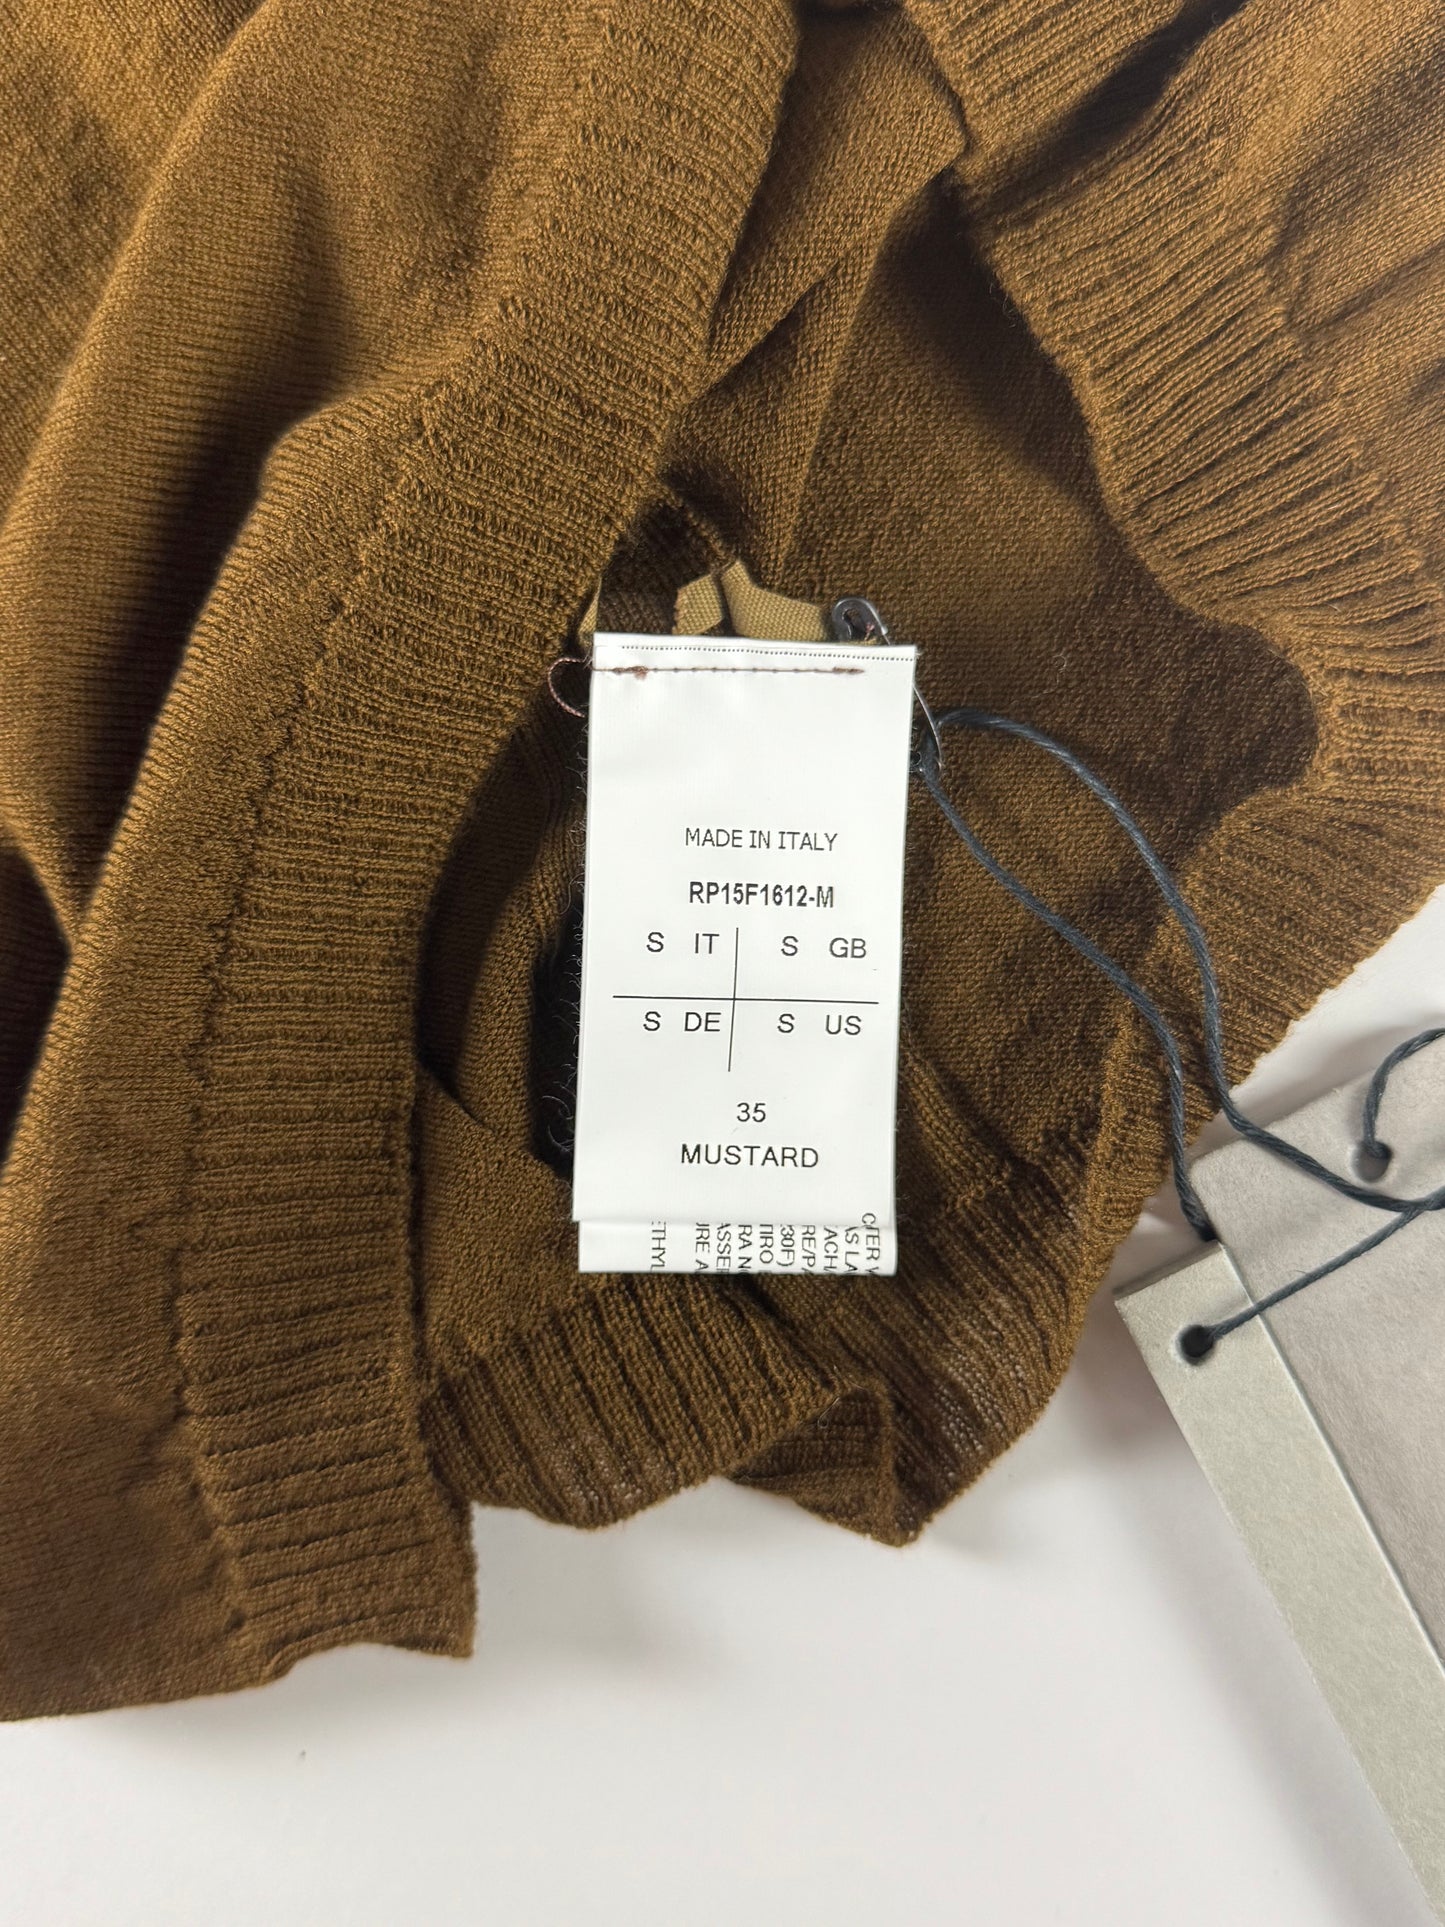 MADE IN ITALY
RP15F1612-M
S IT S GB
S DE S US
35
MUSTARD